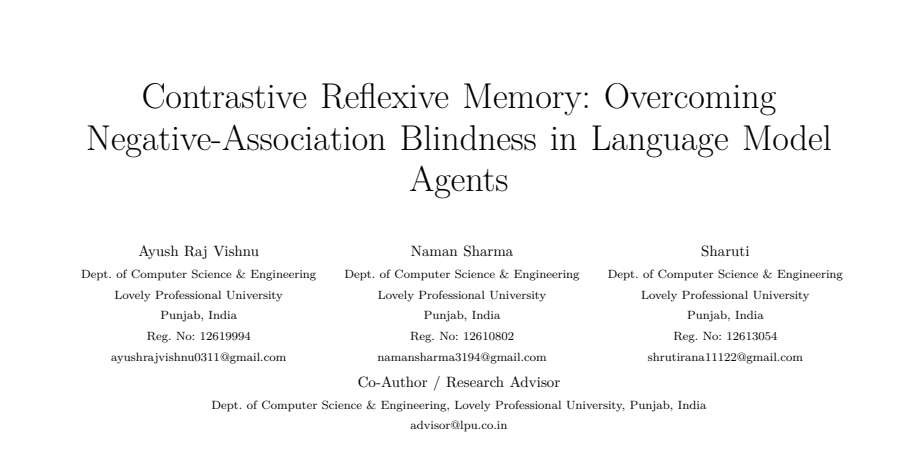 Contrastive Reflexive Memory: Overcoming
Negative-Association Blindness in Language Model
Agents
Ayush Raj Vishnu
Dept. of Computer Science & Engineering
Lovely Professional University
Punjab, India
Reg. No: 12619994
ayushrajvishnu0311@gmail.com
Naman Sharma
Dept. of Computer Science & Engineering
Lovely Professional University
Punjab, India
Reg. No: 12610802
namansharma3194@gmail.com
Sharuti
Dept. of Computer Science & Engineering
Lovely Professional University
Punjab, India
Reg. No: 12613054
shrutirana11122@gmail.com
Co-Author / Research Advisor
Dept. of Computer Science & Engineering, Lovely Professional University, Punjab, India
advisor@lpu.co.in